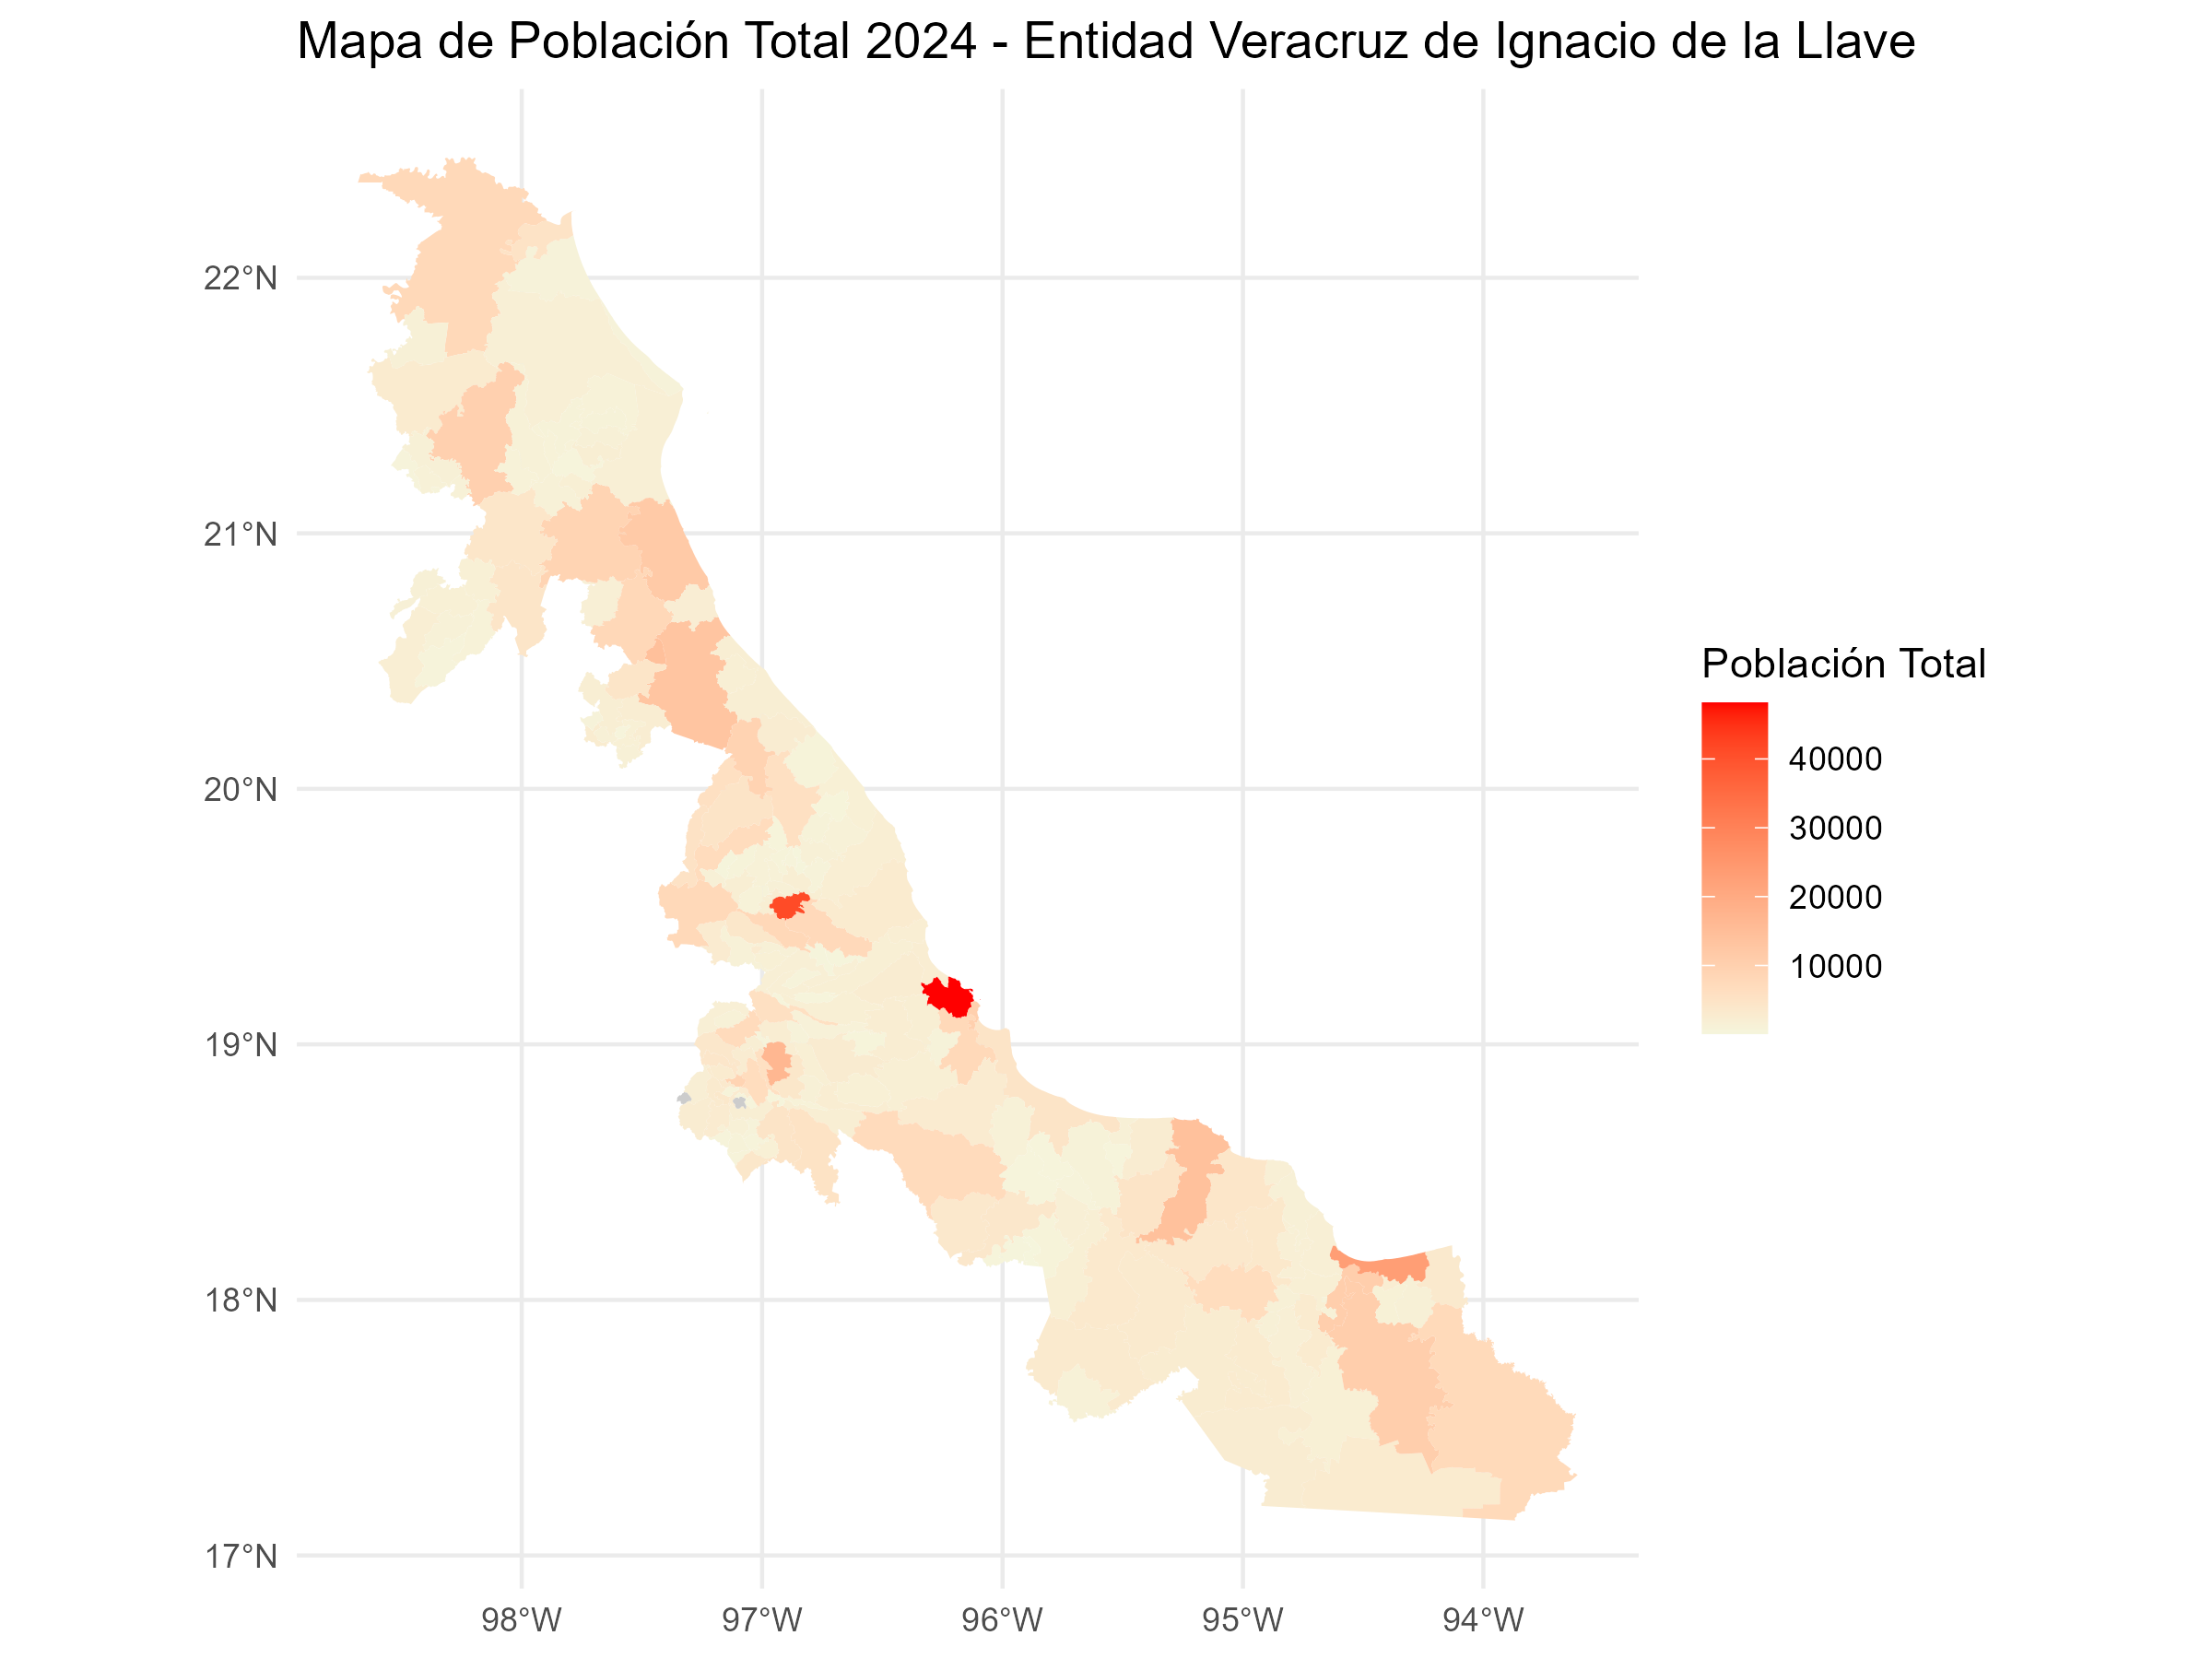 Mapa de Población Total 2024 - Entidad Veracruz de Ignacio de la Llave
22°N
21°N
20°N
19°N
18°N
17°N
98°W
97°W
96°W
95°W
94°W
Población Total
40000
30000
20000
10000